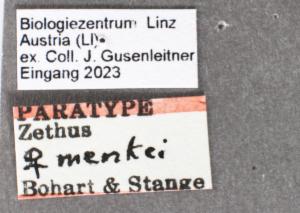 Biologiezentrum Linz
Austria (LI)
ex. Coll. J. Gusenleitner
Eingang 2023
PARATYPE
Zethus
♀ menkei
Bohart & Stange